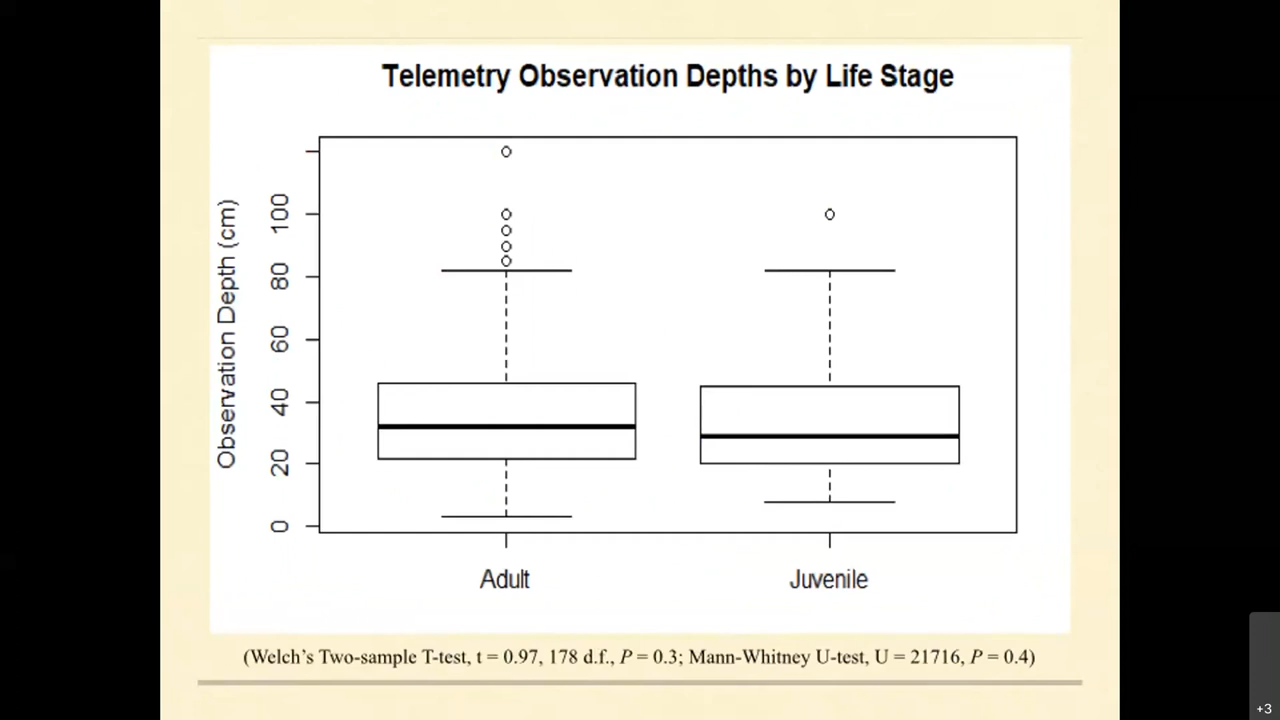 Telemetry Observation Depths by Life Stage
Observation Depth (cm)
100
80
60
40
20
0
Adult
Juvenile
(Welch’s Two-sample T-test, t = 0.97, 178 d.f., P = 0.3; Mann-Whitney U-test, U = 21716, P = 0.4)
+3